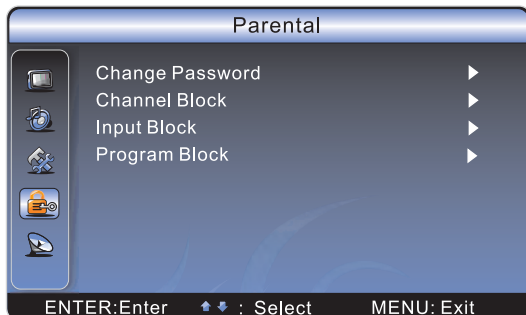 Parental
Change Password
Channel Block
Input Block
Program Block
ENTER:Enter : Select MENU: Exit